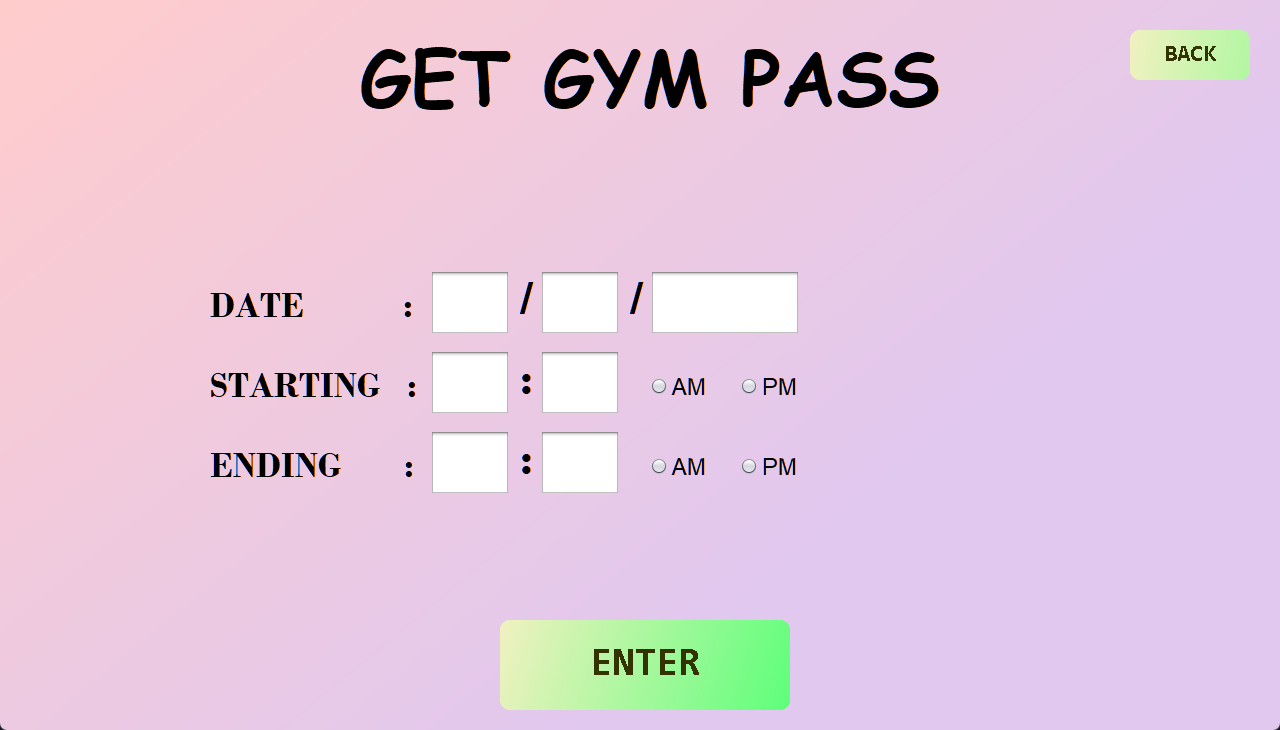 GET GYM PASS
BACK
DATE : / /
STARTING : : AM PM
ENDING : : AM PM
ENTER